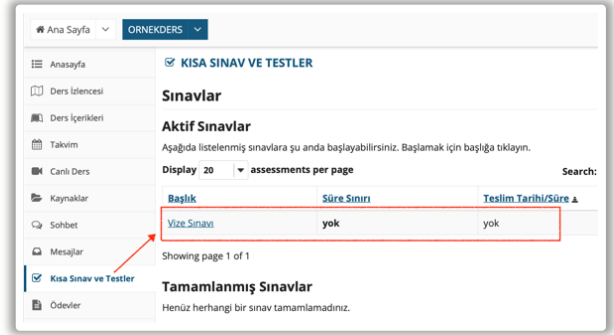 Ana Sayfa
ORNEKDERS
Anasayfa
Ders İzlencesi
Ders İçerikleri
Takvim
Canlı Ders
Kaynaklar
Sohbet
Mesajlar
Kısa Sınav ve Testler
Ödevler
KISA SINAV VE TESTLER
Sınavlar
Aktif Sınavlar
Aşağıda listelenmiş sınavlara şu anda başlayabilirsiniz. Başlamak için başlığa tıklayın.
Display 20 assessments per page
Search:
Başlık Süre Sınırı Teslim Tarihi/Süre
Vize Sınavı yok yok
Showing page 1 of 1
Tamamlanmış Sınavlar
Henüz herhangi bir sınav tamamlamadınız.